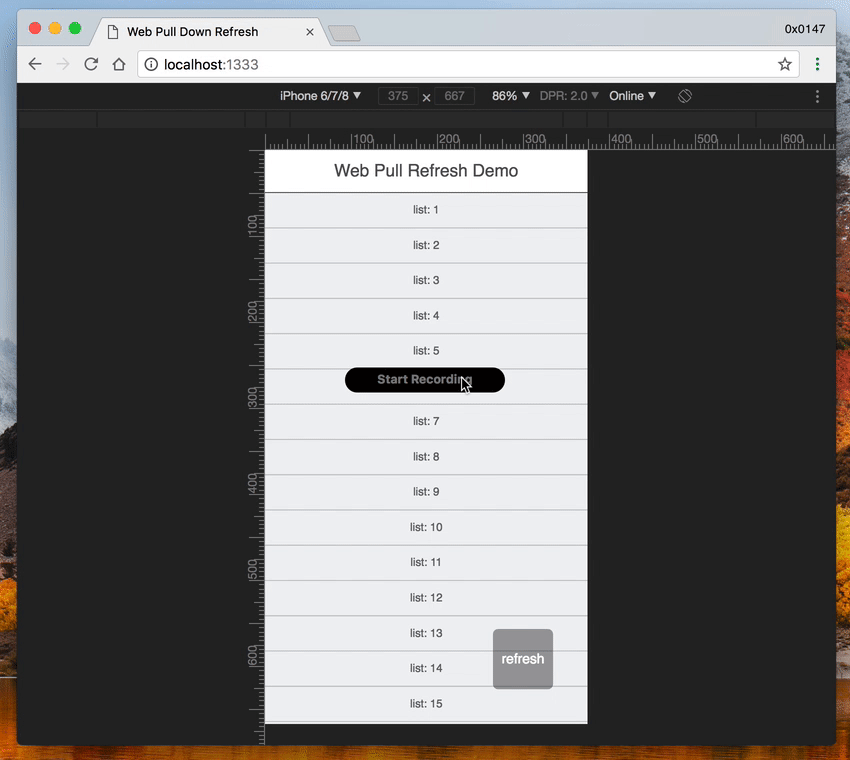 Web Pull Down Refresh
0x0147
localhost:1333
iPhone 6/7/8 ▼ 375 × 667 86% ▼ DPR: 2.0 ▼ Online ▼
100 200 300 400 500 600
Web Pull Refresh Demo
list: 1
100
list: 2
list: 3
200
list: 4
list: 5
Start Recording
300
list: 7
list: 8
400
list: 9
list: 10
500
list: 11
list: 12
list: 13
600
refresh
list: 14
list: 15